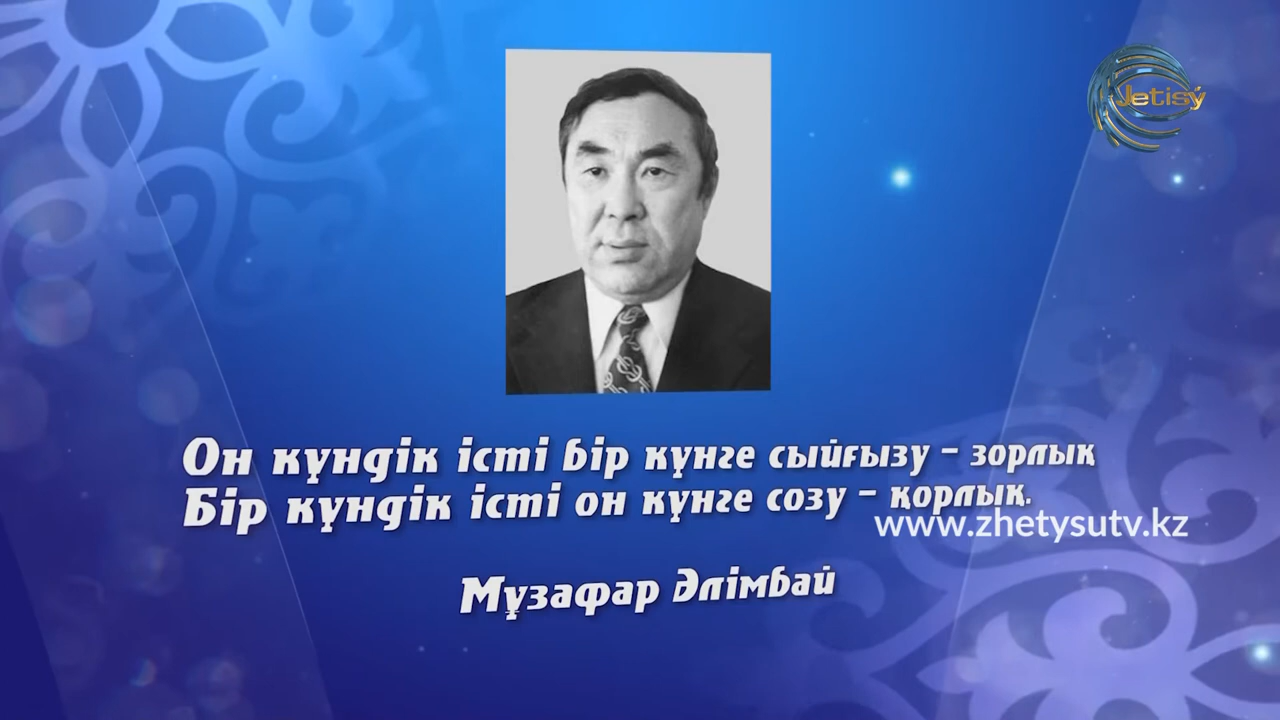 Jetisý
Он күндік істі бір күнге сыйғызу – зорлық
Бір күндік істі он күнге созу – қорлық.
www.zhetysutv.kz
Мұзафар Әлімбай